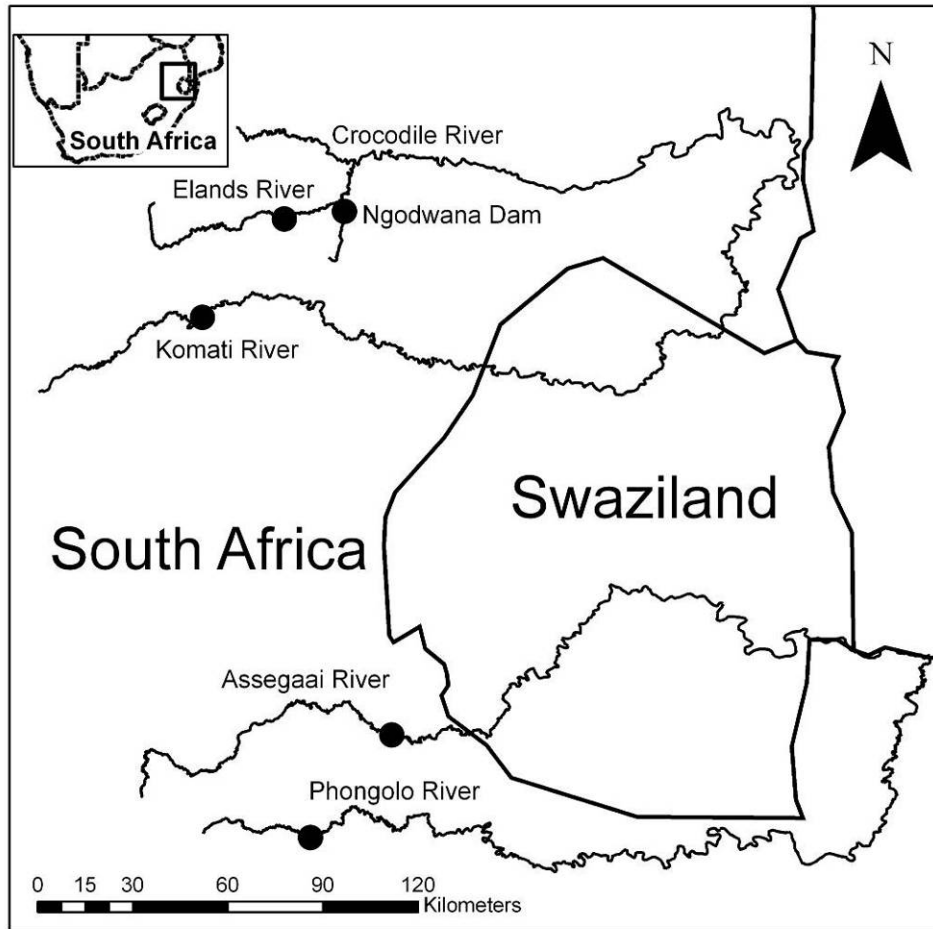 South Africa
N
Crocodile River
Elands River
Ngodwana Dam
Komati River
Swaziland
South Africa
Assegaai River
Phongolo River
0 15 30 60 90 120
Kilometers